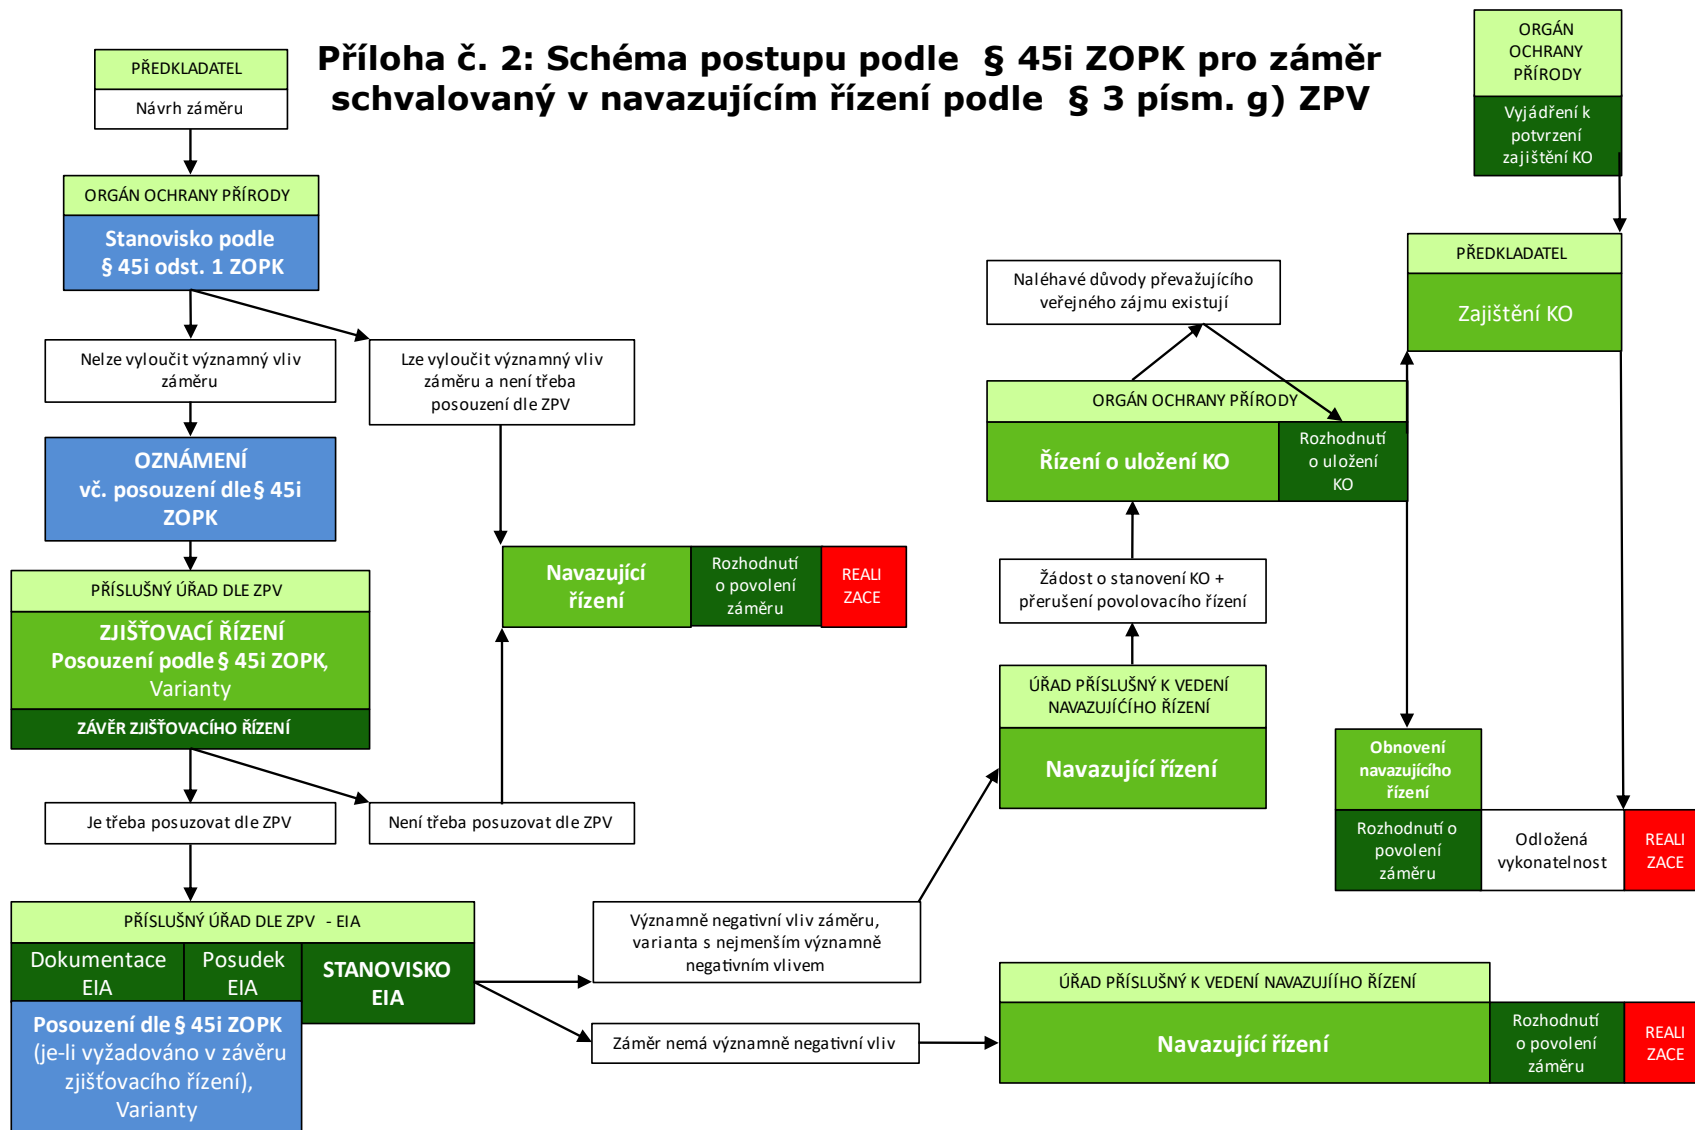 Příloha č. 2: Schéma postupu podle § 45i ZOPK pro záměr
schvalovaný v navazujícím řízení podle § 3 písm. g) ZPV
PŘEDKLADATEL
Návrh záměru
ORGÁN OCHRANY PŘÍRODY
Stanovisko podle
§ 45i odst. 1 ZOPK
Nelze vyloučit významný vliv
záměru
Lze vyloučit významný vliv
záměru a není třeba
posouzení dle ZPV
OZNÁMENÍ
vč. posouzení dle § 45i
ZOPK
PŘÍSLUŠNÝ ÚŘAD DLE ZPV
ZJIŠŤOVACÍ ŘÍZENÍ
Posouzení podle § 45i ZOPK,
Varianty
ZÁVĚR ZJIŠŤOVACÍHO ŘÍZENÍ
Je třeba posuzovat dle ZPV
Není třeba posuzovat dle ZPV
Navazující
řízení
Rozhodnutí
o povolení
záměru
REALI
ZACE
PŘÍSLUŠNÝ ÚŘAD DLE ZPV - EIA
Dokumentace
EIA
Posudek
EIA
STANOVISKO
EIA
Posouzení dle § 45i ZOPK
(je-li vyžadováno v závěru
zjišťovacího řízení),
Varianty
Významně negativní vliv záměru,
varianta s nejmenším významně
negativním vlivem
Záměr nemá významně negativní vliv
ÚŘAD PŘÍSLUŠNÝ K VEDENÍ
NAVAZUJÍĆÍHO ŘÍZENÍ
Navazující řízení
Žádost o stanovení KO +
přerušení povolovacího řízení
ORGÁN OCHRANY PŘÍRODY
Řízení o uložení KO
Rozhodnutí
o uložení
KO
Naléhavé důvody převažujícího
veřejného zájmu existují
ORGÁN
OCHRANY
PŘÍRODY
Vyjádření k
potvrzení
zajištění KO
PŘEDKLADATEL
Zajištění KO
Obnovení
navazujícího
řízení
Rozhodnutí o
povolení
záměru
Odložená
vykonatelnost
REALI
ZACE
ÚŘAD PŘÍSLUŠNÝ K VEDENÍ NAVAZUJÍÍHO ŘÍZENÍ
Navazující řízení
Rozhodnutí
o povolení
záměru
REALI
ZACE